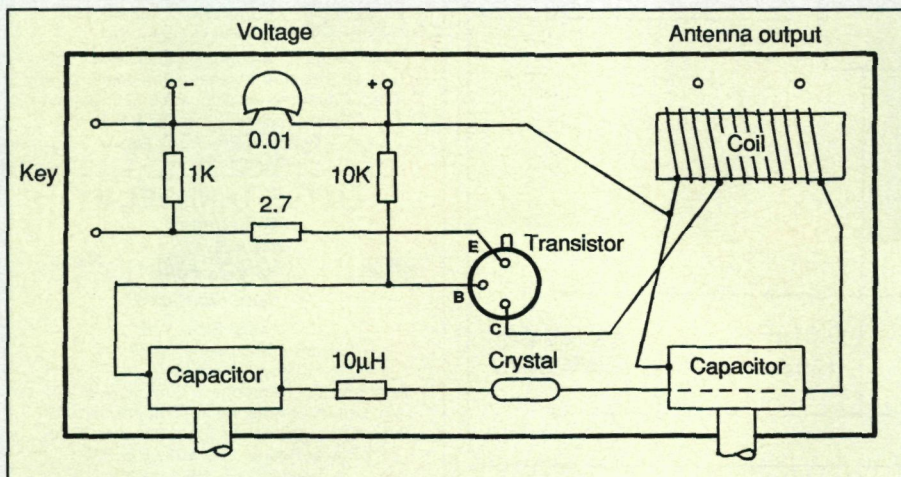 Voltage
Antenna output
- +
Coil
0.01
Key
1K
10K
2.7
E Transistor
B
C
10µH Crystal
Capacitor
Capacitor